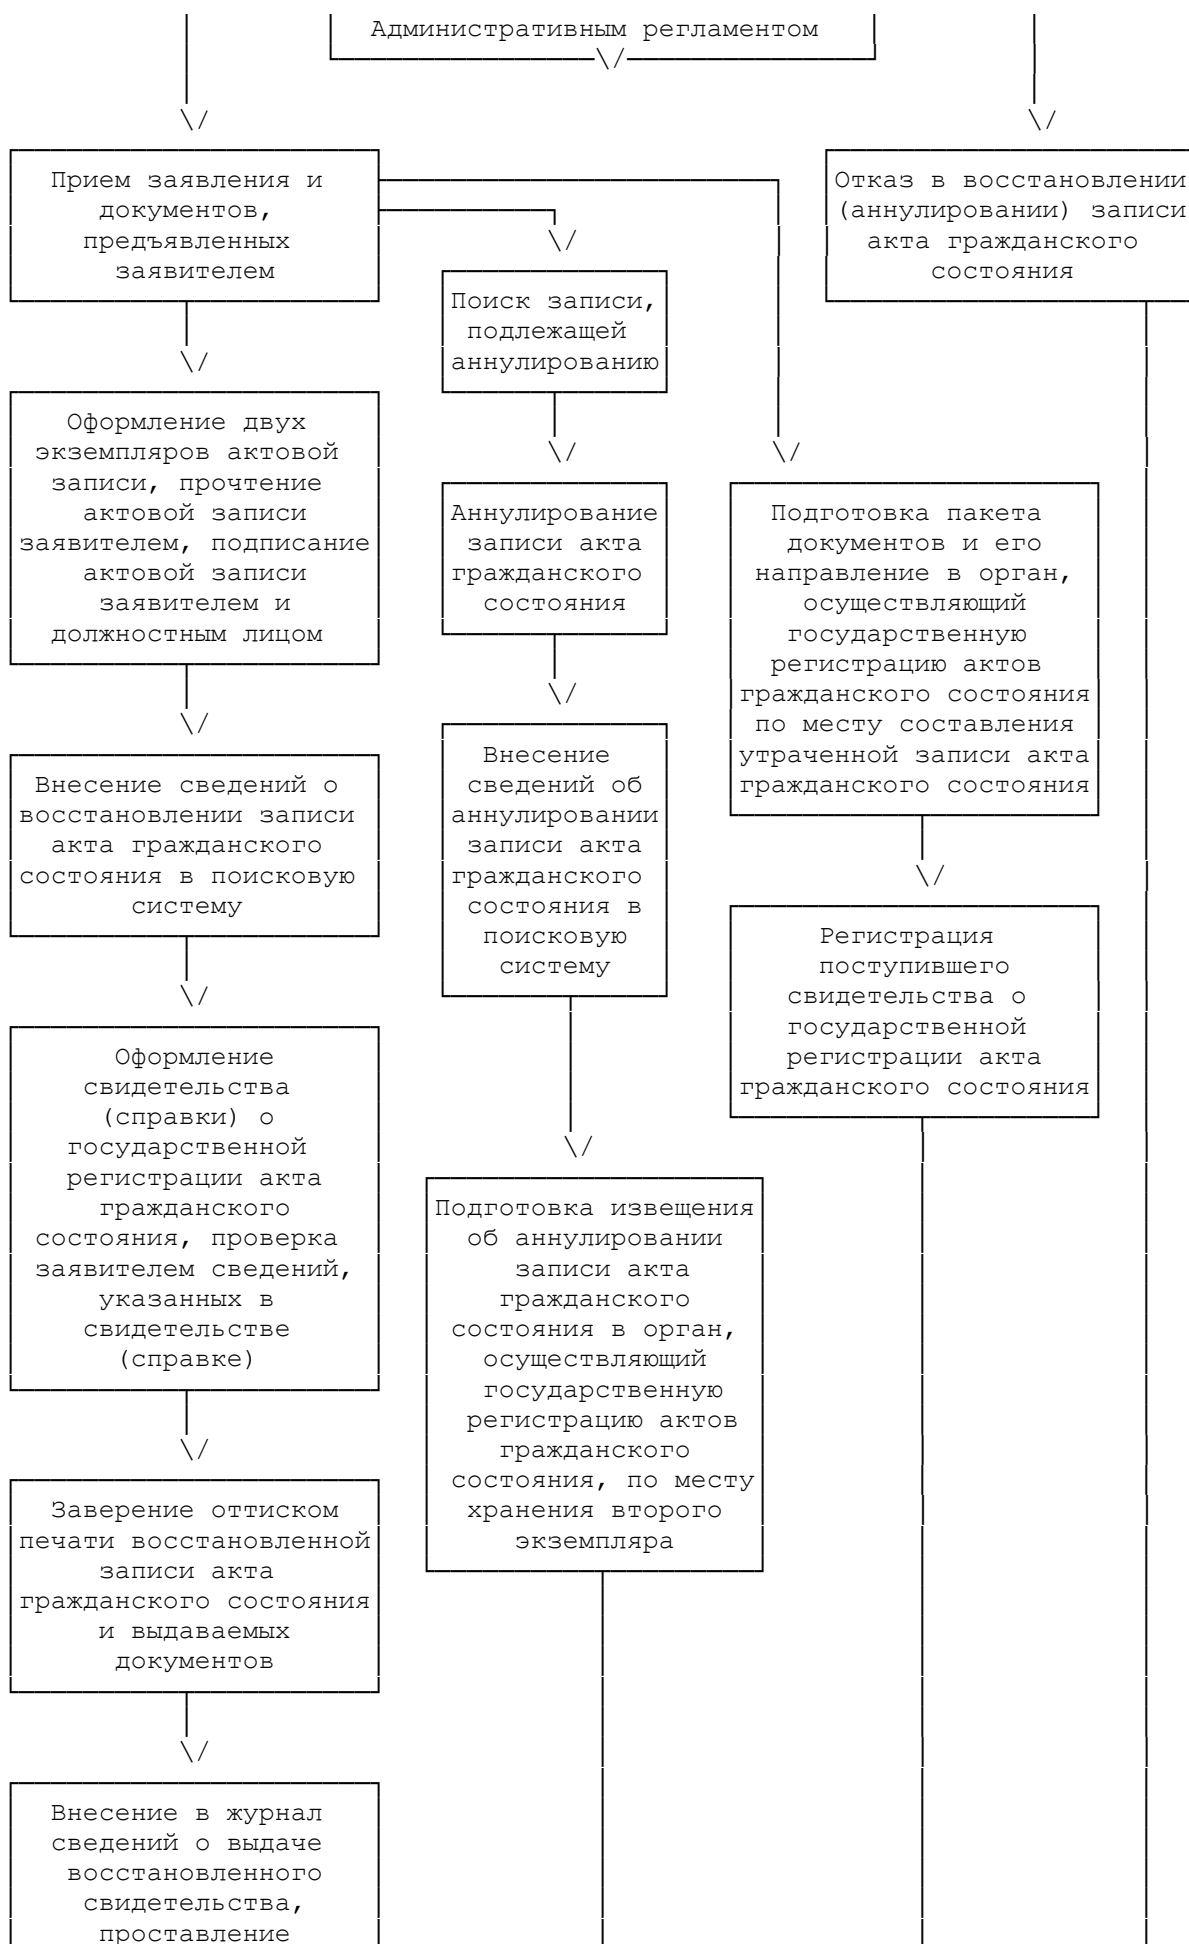 Административным регламентом
Прием заявления и
документов,
предъявленных
заявителем
Отказ в восстановлении
(аннулировании) записи
акта гражданского
состояния
Поиск записи,
подлежащей
аннулированию
Оформление двух
экземпляров актовой
записи, прочтение
актовой записи
заявителем, подписание
актовой записи
заявителем и
должностным лицом
Аннулирование
записи акта
гражданского
состояния
Подготовка пакета
документов и его
направление в орган,
осуществляющий
государственную
регистрацию актов
гражданского состояния
по месту составления
утраченной записи акта
гражданского состояния
Внесение сведений о
восстановлении записи
акта гражданского
состояния в поисковую
систему
Внесение
сведений об
аннулировании
записи акта
гражданского
состояния в
поисковую
систему
Регистрация
поступившего
свидетельства о
государственной
регистрации акта
гражданского состояния
Оформление
свидетельства
(справки) о
государственной
регистрации акта
гражданского
состояния, проверка
заявителем сведений,
указанных в
свидетельстве
(справке)
Подготовка извещения
об аннулировании
записи акта
гражданского
состояния в орган,
осуществляющий
государственную
регистрацию актов
гражданского
состояния, по месту
хранения второго
экземпляра
Заверение оттиском
печати восстановленной
записи акта
гражданского состояния
и выдаваемых
документов
Внесение в журнал
сведений о выдаче
восстановленного
свидетельства,
проставление